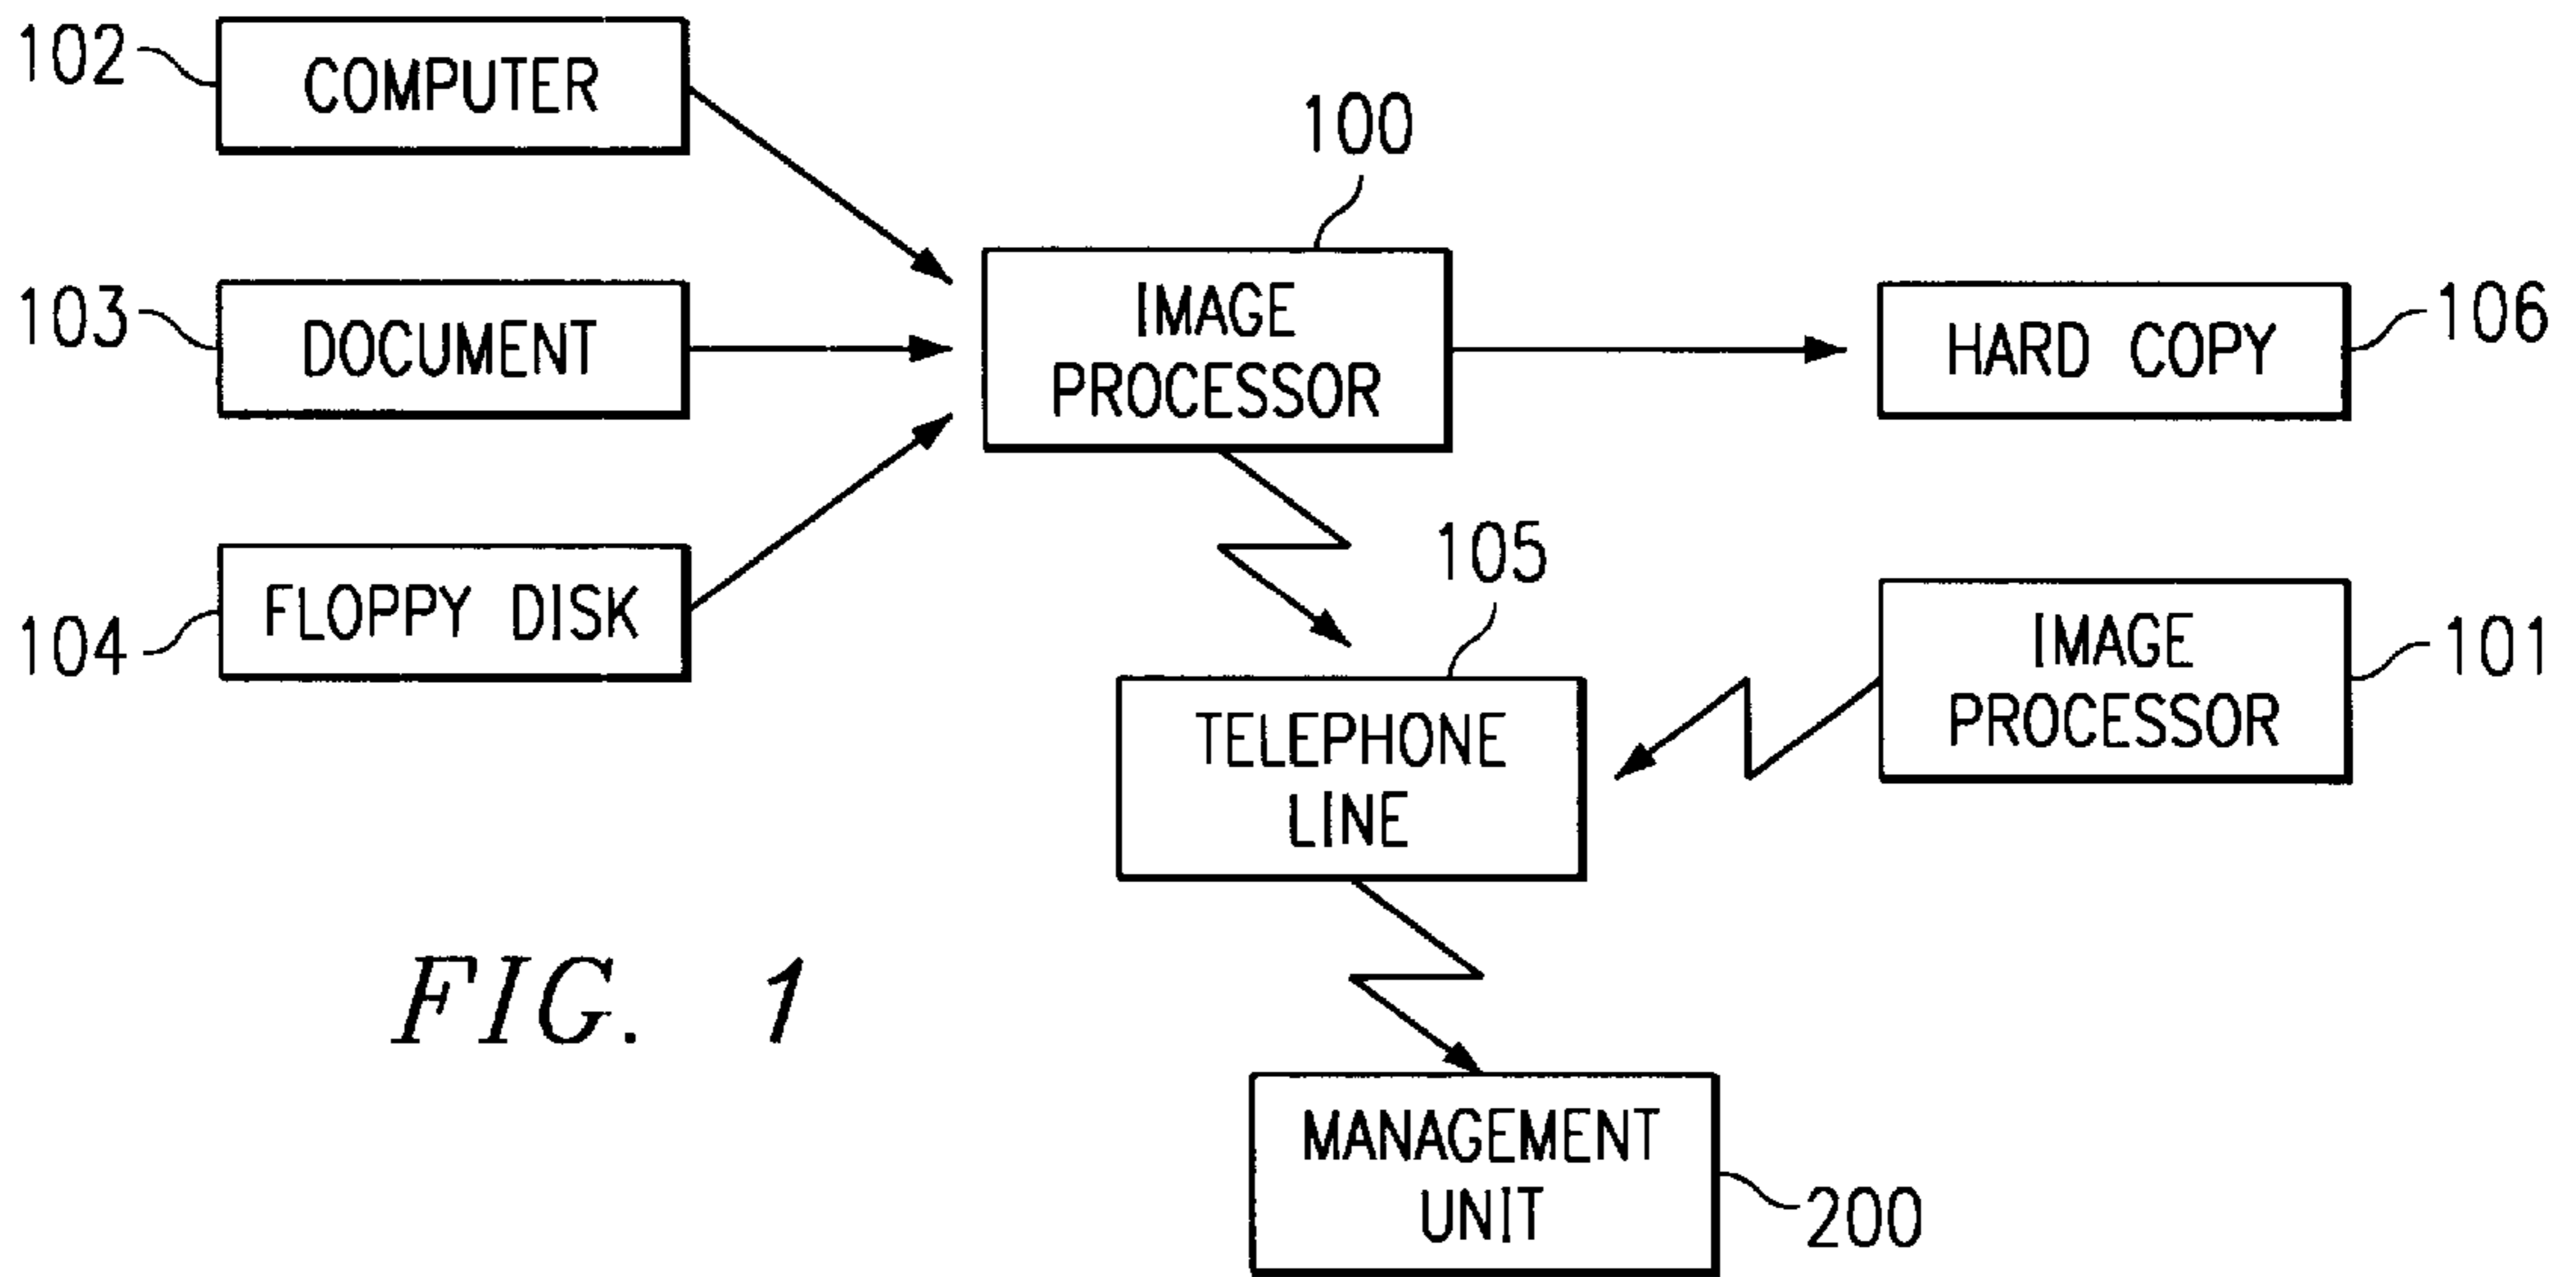 102
COMPUTER
100
103
DOCUMENT
IMAGE
PROCESSOR
HARD COPY
106
104
FLOPPY DISK
105
TELEPHONE
LINE
IMAGE
PROCESSOR
101
FIG. 1
MANAGEMENT
UNIT
200